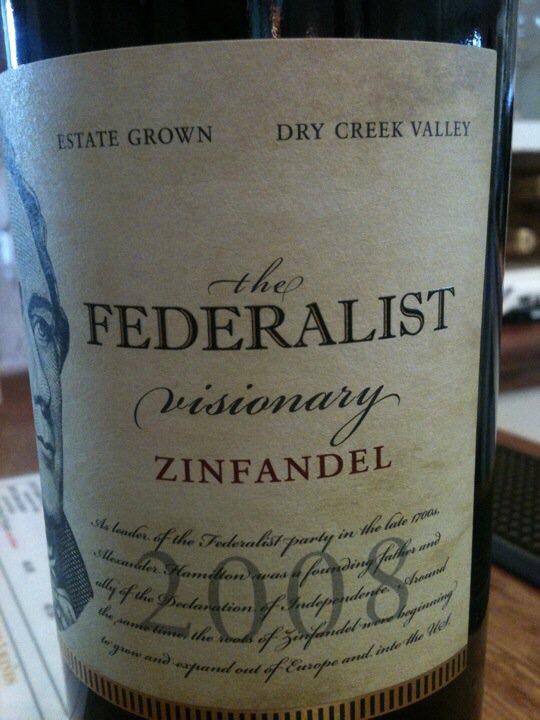 ESTATE GROWN DRY CREEK VALLEY
the
FEDERALIST
visionary
ZINFANDEL
2008
As leader of the Federalist party in the late 1700s,
Alexander Hamilton was a founding father and
ally of the Declaration of Independence. Around
the same time, the roots of Zinfandel were beginning
to grow and expand out of Europe and into the U.S.